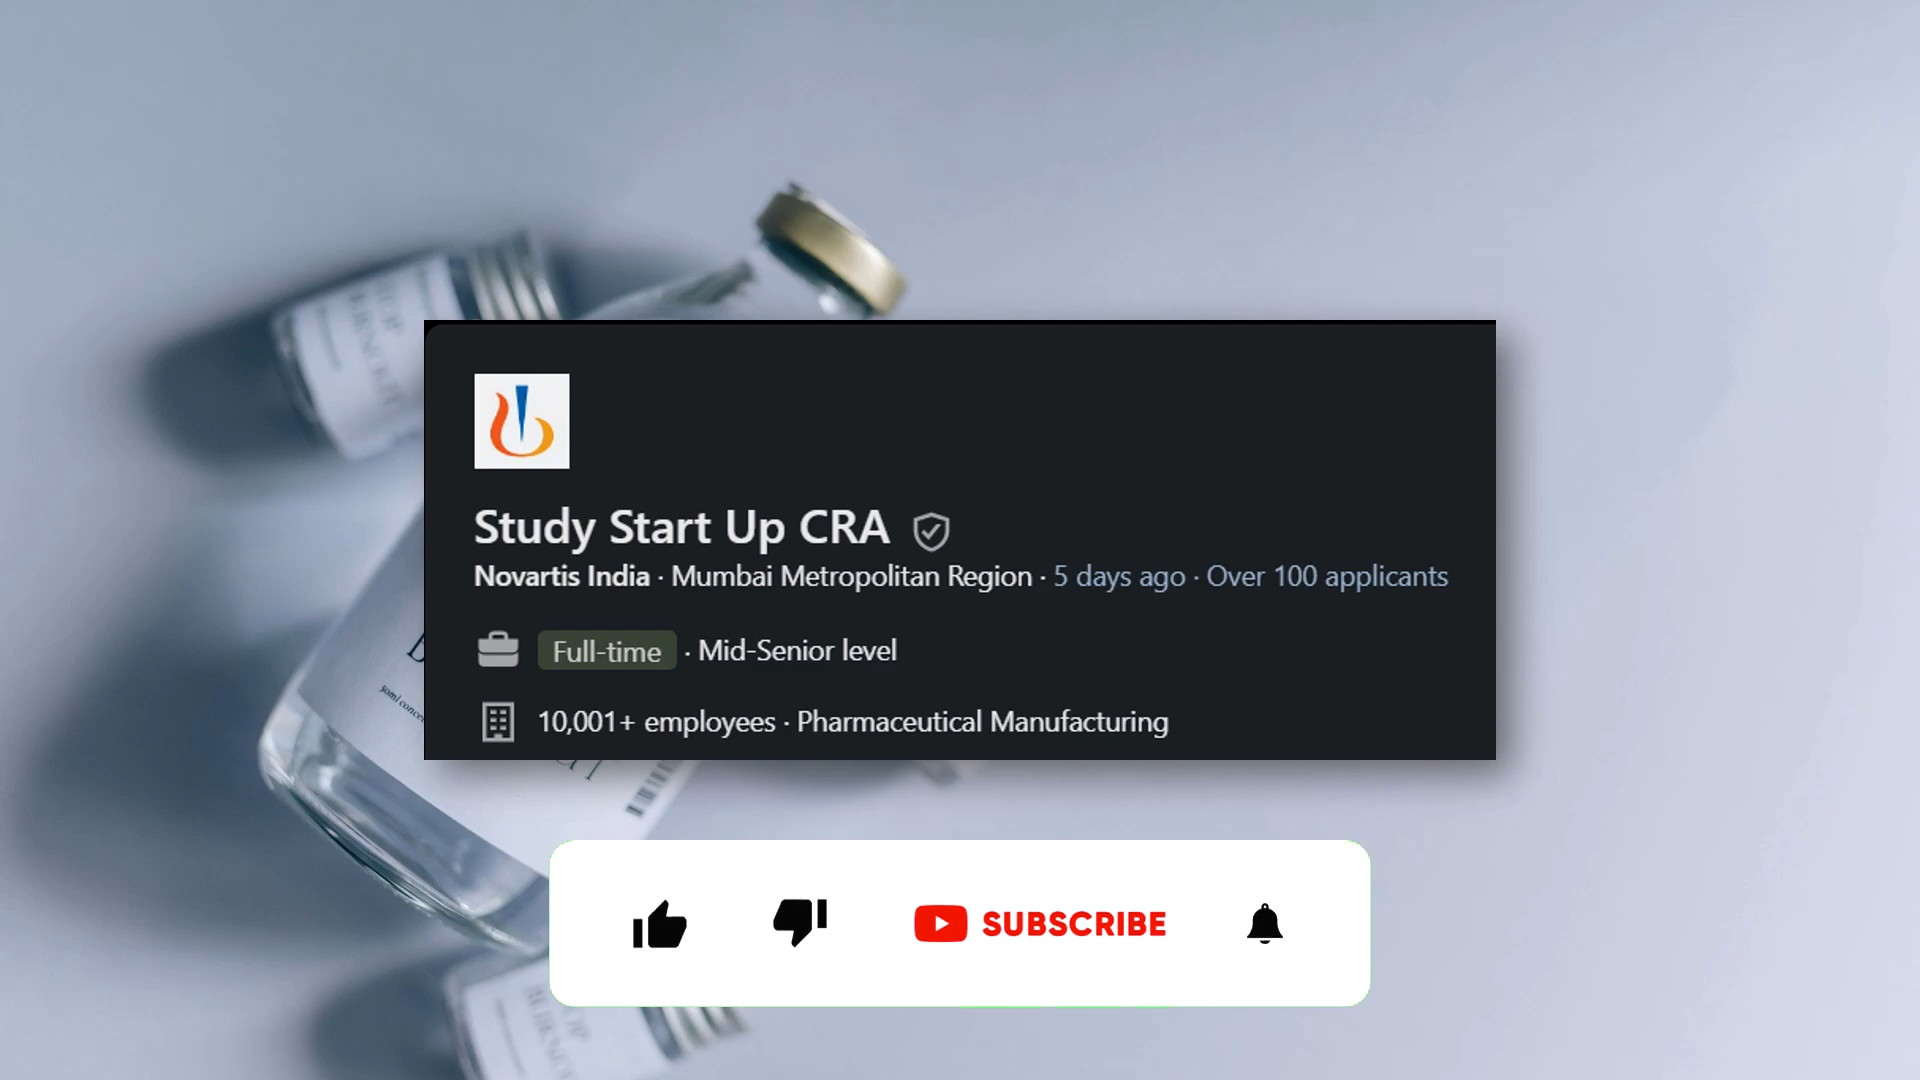 Study Start Up CRA
Novartis India · Mumbai Metropolitan Region · 5 days ago · Over 100 applicants
Full-time · Mid-Senior level
10,001+ employees · Pharmaceutical Manufacturing
SUBSCRIBE